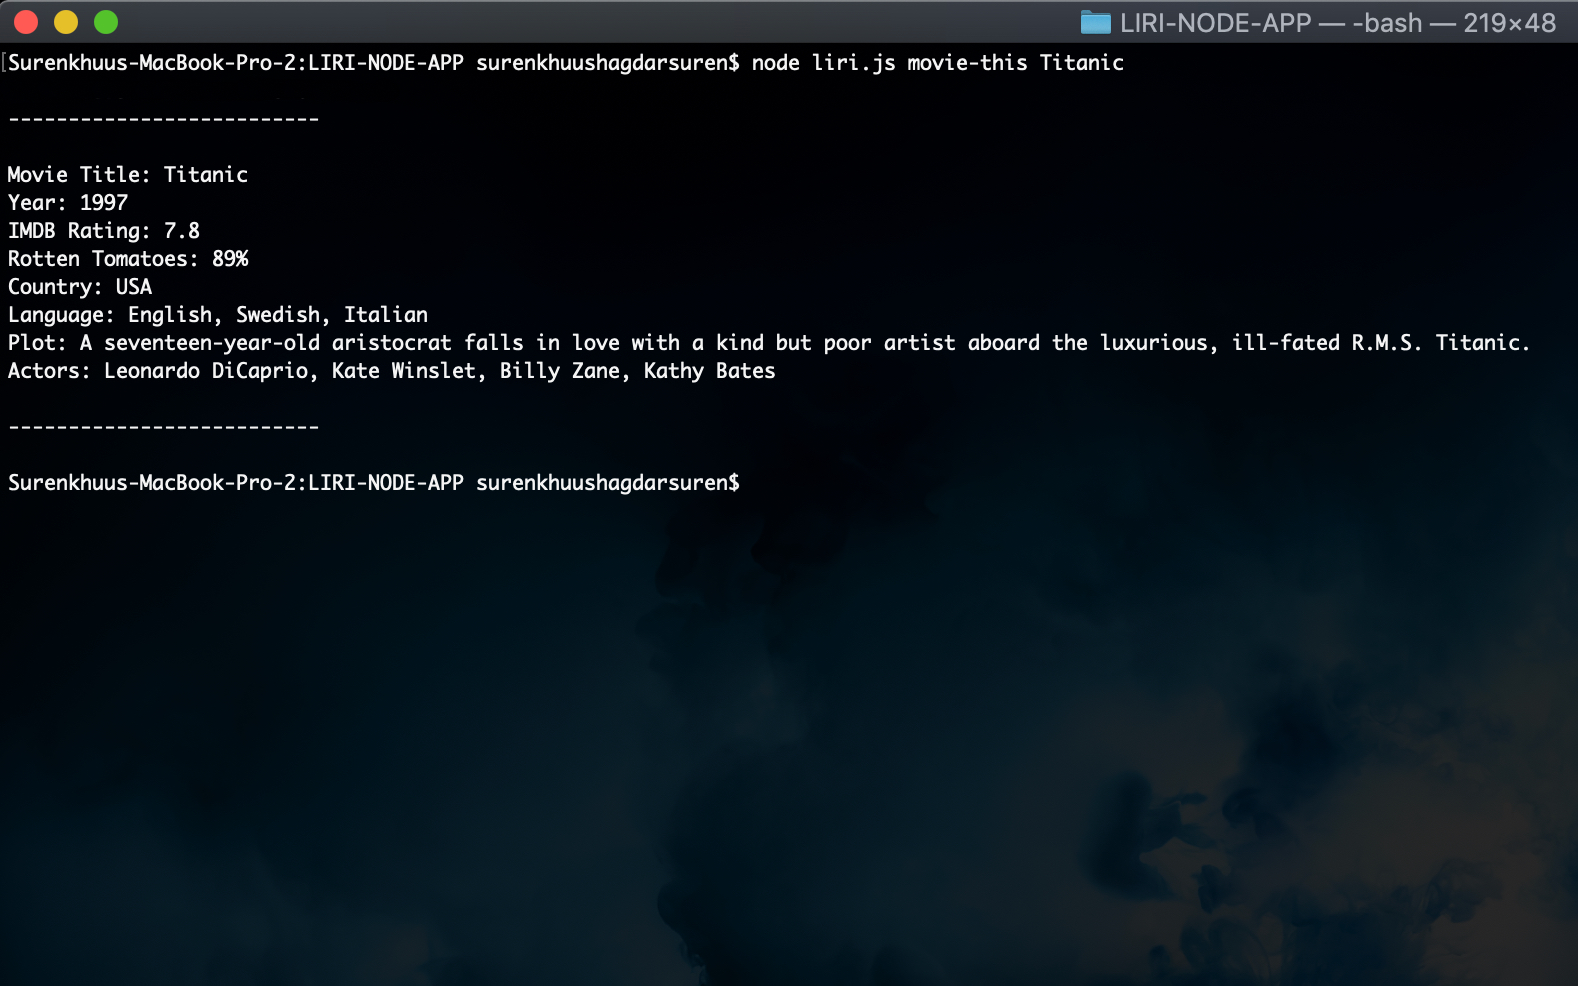 LIRI-NODE-APP — -bash — 219×48
[Surenkhuus-MacBook-Pro-2:LIRI-NODE-APP surenkhuushagdarsuren$ node liri.js movie-this Titanic
--------------------------
Movie Title: Titanic
Year: 1997
IMDB Rating: 7.8
Rotten Tomatoes: 89%
Country: USA
Language: English, Swedish, Italian
Plot: A seventeen-year-old aristocrat falls in love with a kind but poor artist aboard the luxurious, ill-fated R.M.S. Titanic.
Actors: Leonardo DiCaprio, Kate Winslet, Billy Zane, Kathy Bates
--------------------------
Surenkhuus-MacBook-Pro-2:LIRI-NODE-APP surenkhuushagdarsuren$